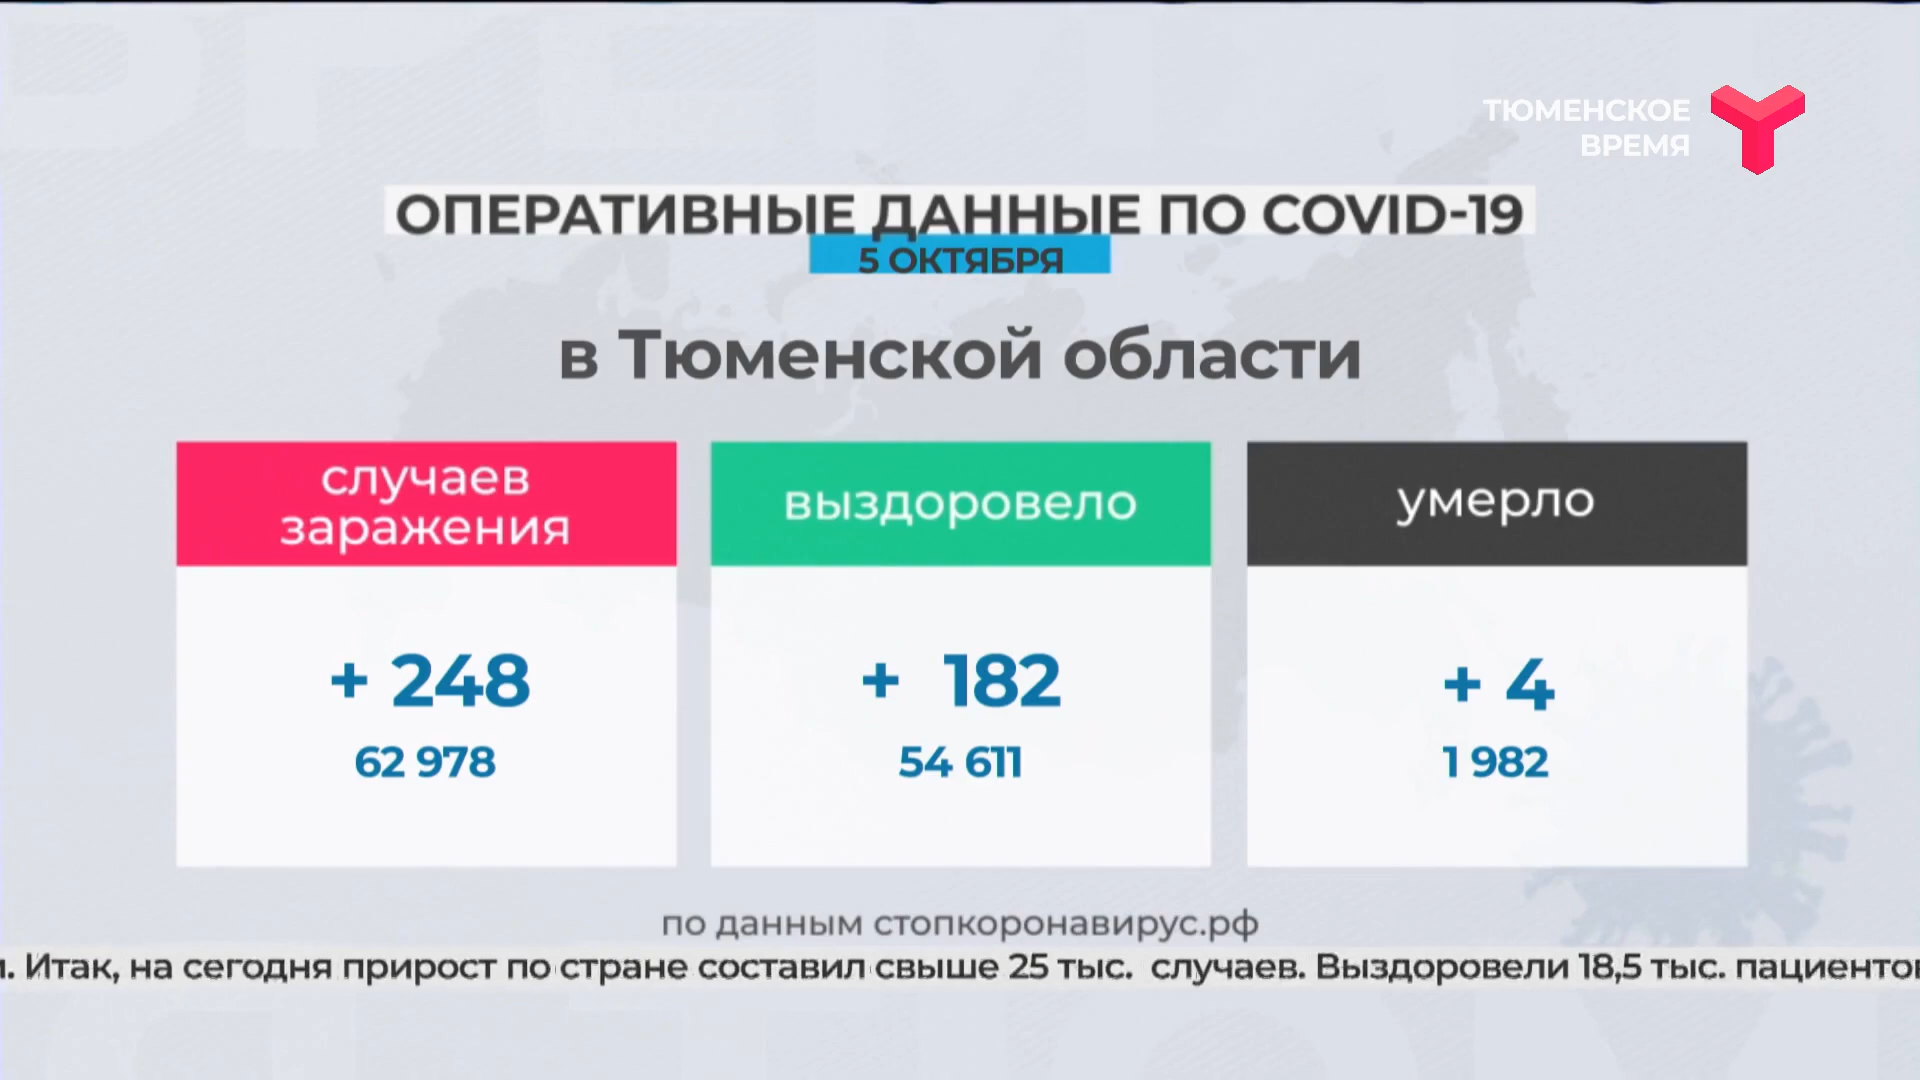 ТЮМЕНСКОЕ
ВРЕМЯ
ОПЕРАТИВНЫЕ ДАННЫЕ ПО COVID-19
5 ОКТЯБРЯ
в Тюменской области
случаев
заражения
+ 248
62 978
выздоровело
+ 182
54 611
умерло
+ 4
1 982
по данным стопкоронавирус.рф
. Итак, на сегодня прирост по стране составил свыше 25 тыс. случаев. Выздоровели 18,5 тыс. пациентов